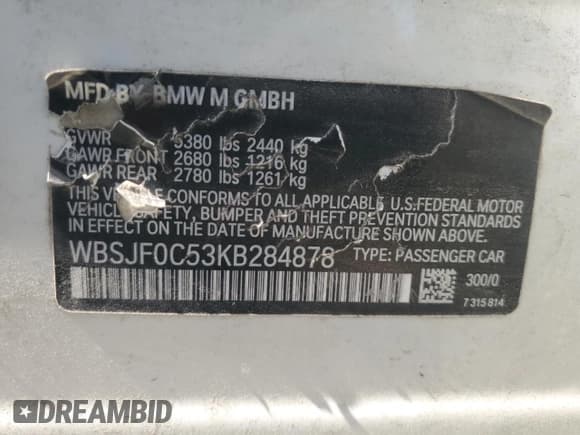 MFD BY BMW M GMBH
GVWR 5380 lbs 2440 kg
GAWR FRONT 2680 lbs 1216 kg
GAWR REAR 2780 lbs 1261 kg
THIS VEHICLE CONFORMS TO ALL APPLICABLE U.S.FEDERAL MOTOR
VEHICLE SAFETY, BUMPER AND THEFT PREVENTION STANDARDS
IN EFFECT ON THE DATE OF MANUFACTURE SHOWN ABOVE.
WBSJF0C53KB284878 TYPE: PASSENGER CAR
300/0
7 315 814
DREAMBID